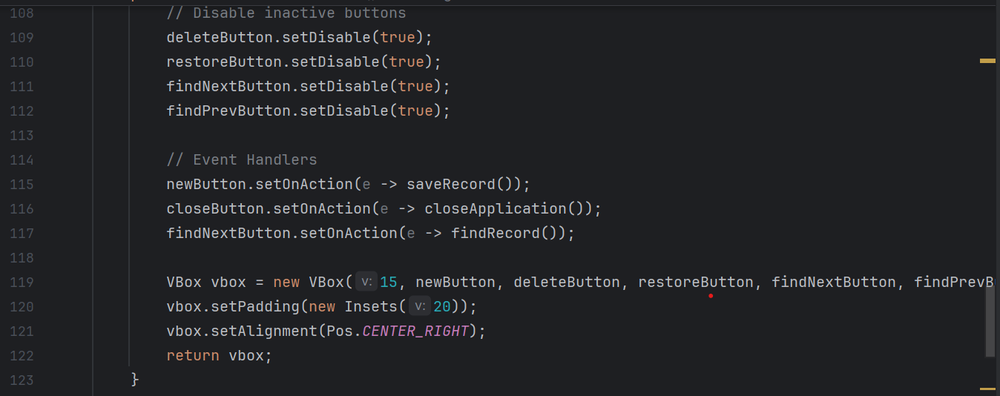 108 // Disable inactive buttons
109 deleteButton.setDisable(true);
110 restoreButton.setDisable(true);
111 findNextButton.setDisable(true);
112 findPrevButton.setDisable(true);
113
114 // Event Handlers
115 newButton.setOnAction(e -> saveRecord());
116 closeButton.setOnAction(e -> closeApplication());
117 findNextButton.setOnAction(e -> findRecord());
118
119 VBox vbox = new VBox( v: 15, newButton, deleteButton, restoreButton, findNextButton, findPrevB
120 vbox.setPadding(new Insets( v: 20));
121 vbox.setAlignment(Pos.CENTER_RIGHT);
122 return vbox;
123 }